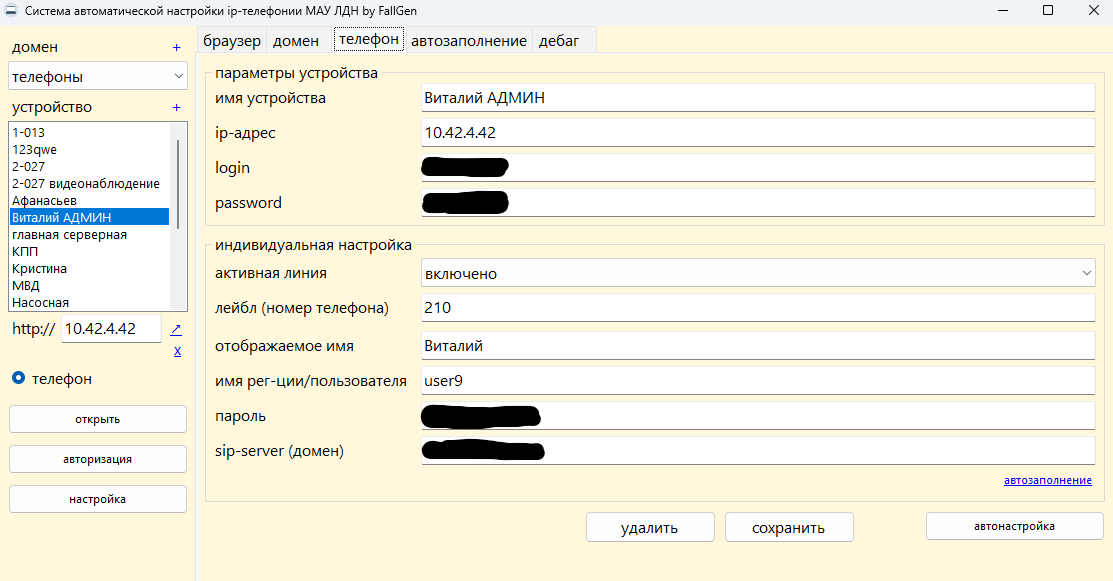 Система автоматической настройки ip-телефонии МАУ ЛДН by FallGen
домен +
телефоны
устройство +
1-013
123qwe
2-027
2-027 видеонаблюдение
Афанасьев
Виталий АДМИН
главная серверная
КПП
Кристина
МВД
Насосная
http:// 10.42.4.42 ↗
x
телефон
открыть
авторизация
настройка
браузер домен телефон автозаполнение дебаг
параметры устройства
имя устройства Виталий АДМИН
ip-адрес 10.42.4.42
login
password
индивидуальная настройка
активная линия включено
лейбл (номер телефона) 210
отображаемое имя Виталий
имя рег-ции/пользователя user9
пароль
sip-server (домен)
автозаполнение
удалить сохранить автонастройка